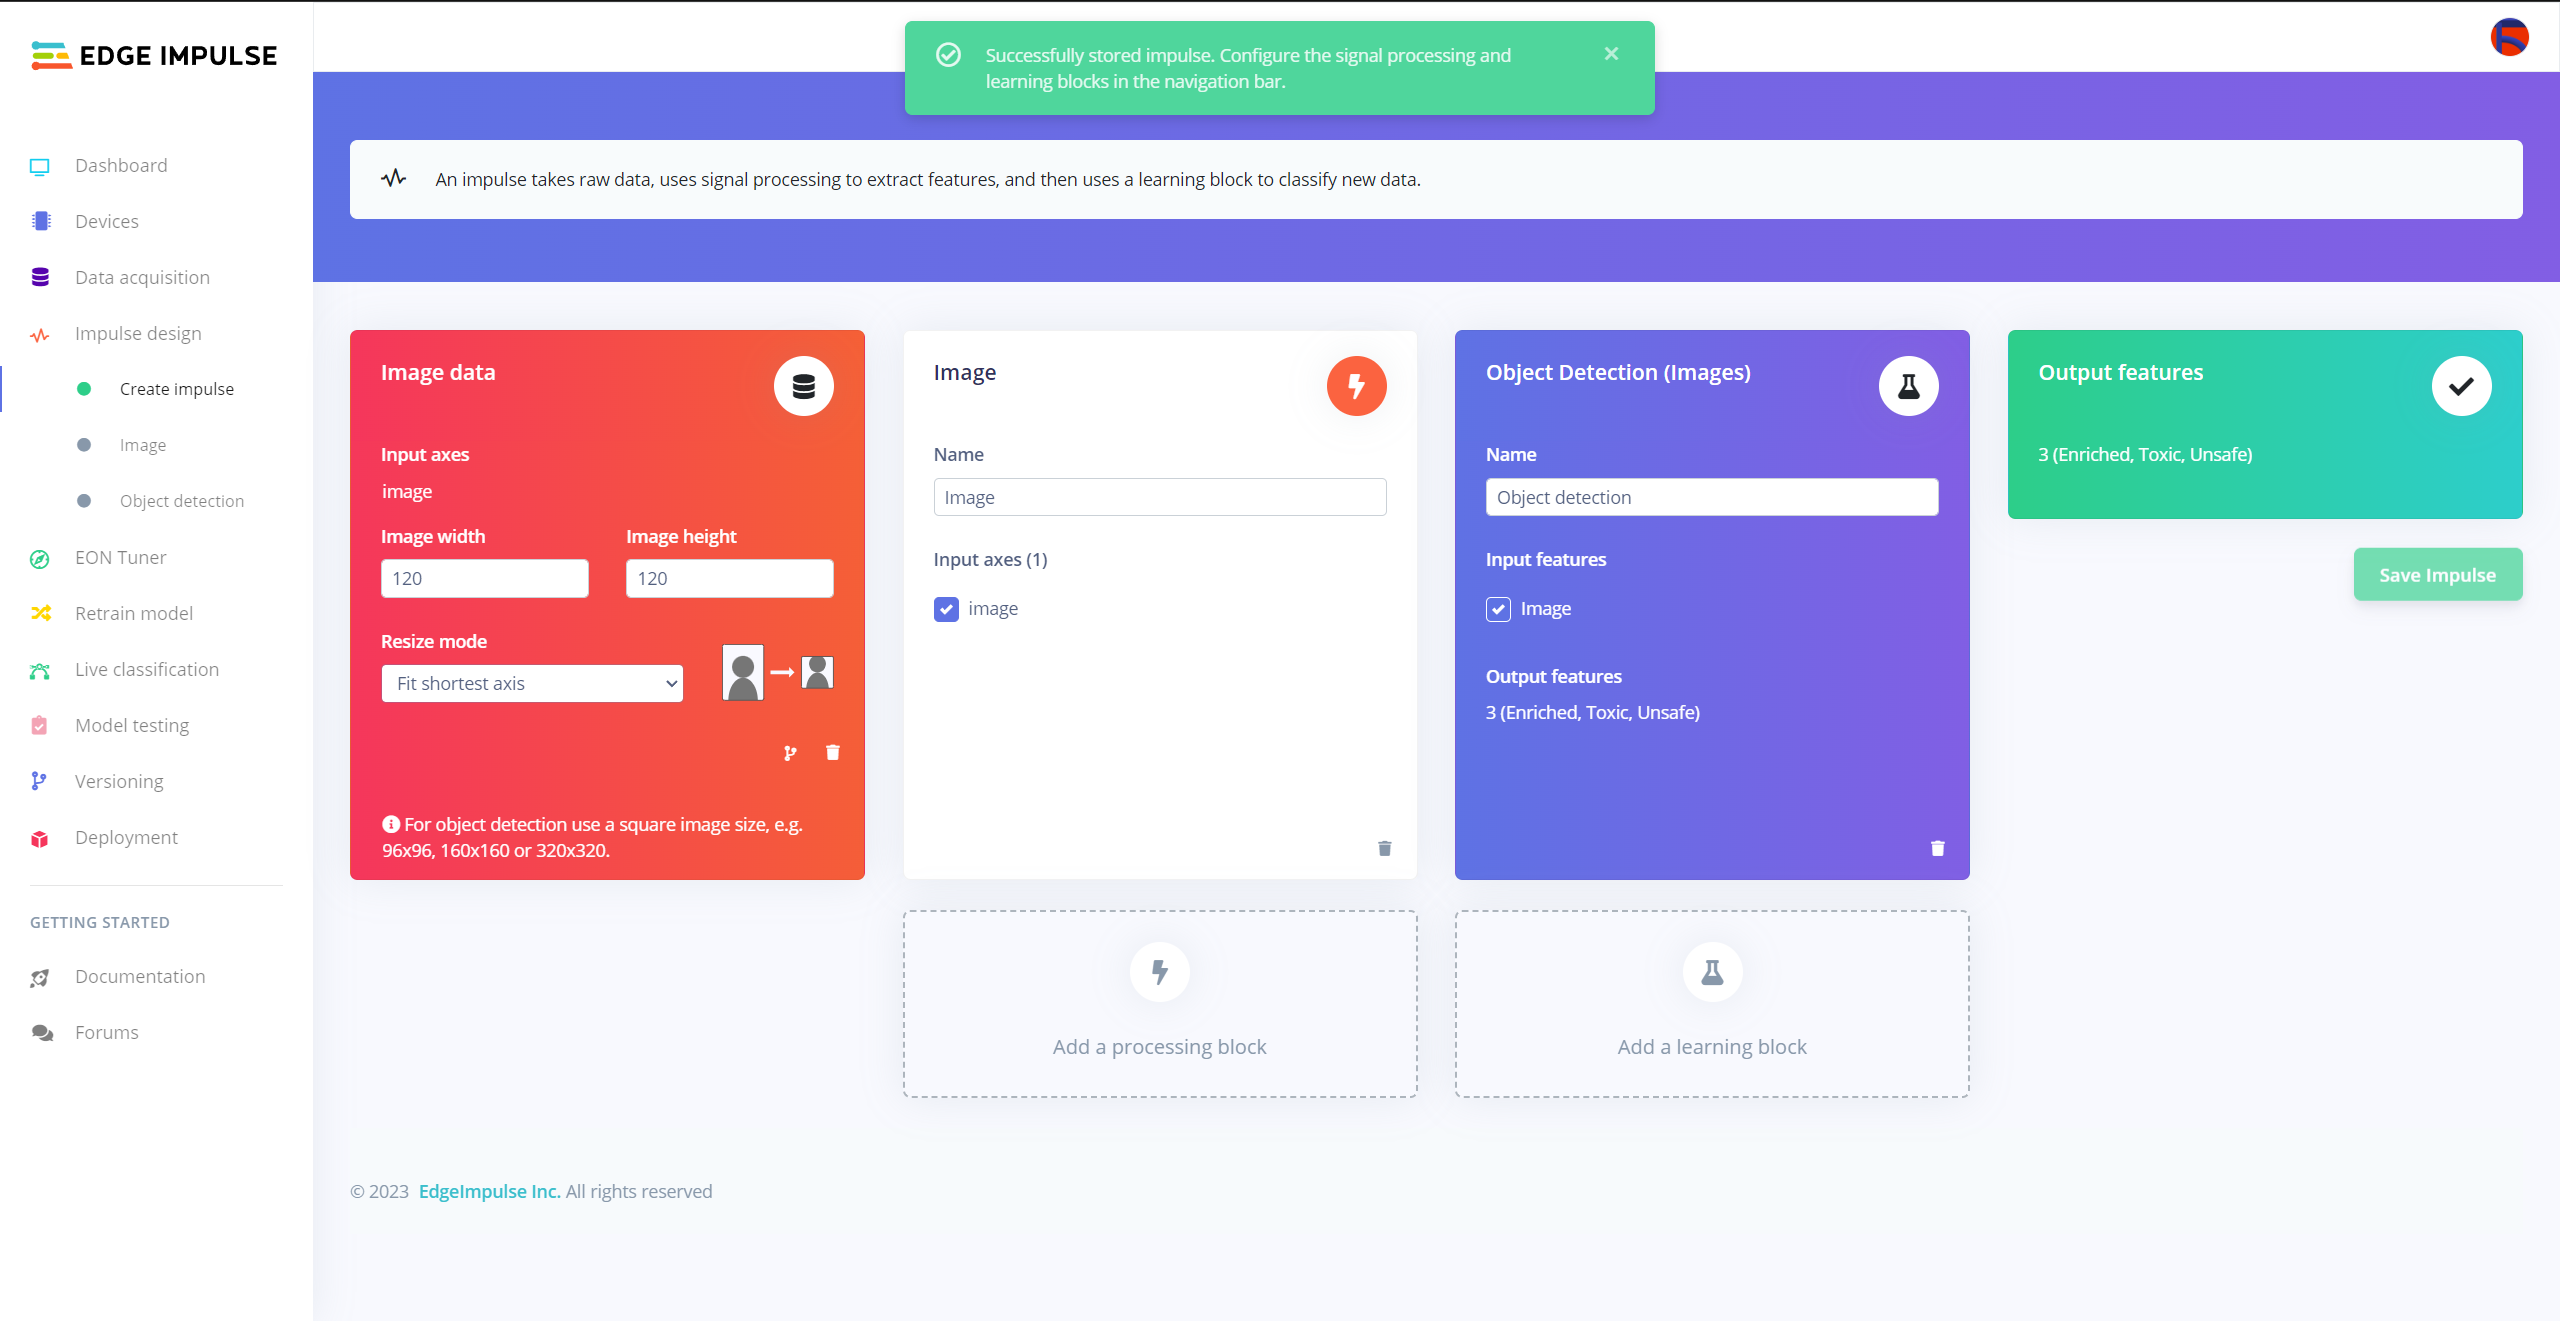 EDGE IMPULSE
Successfully stored impulse. Configure the signal processing and
learning blocks in the navigation bar.
An impulse takes raw data, uses signal processing to extract features, and then uses a learning block to classify new data.
Dashboard
Devices
Data acquisition
Impulse design
Create impulse
Image
Object detection
EON Tuner
Retrain model
Live classification
Model testing
Versioning
Deployment
GETTING STARTED
Documentation
Forums
Image data
Input axes
image
Image width
Image height
120
120
Resize mode
Fit shortest axis
For object detection use a square image size, e.g.
96x96, 160x160 or 320x320.
Image
Name
Image
Input axes (1)
image
Object Detection (Images)
Name
Object detection
Input features
Image
Output features
3 (Enriched, Toxic, Unsafe)
Output features
3 (Enriched, Toxic, Unsafe)
Save Impulse
Add a processing block
Add a learning block
© 2023 EdgeImpulse Inc. All rights reserved